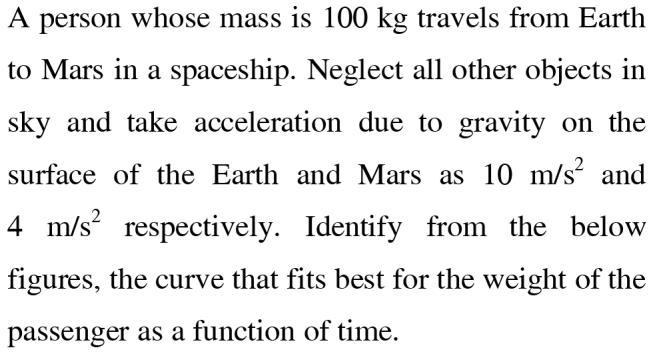 A person whose mass is 100 kg travels from Earth
to Mars in a spaceship. Neglect all other objects in
sky and take acceleration due to gravity on the
surface of the Earth and Mars as 10 m/s² and
4 m/s² respectively. Identify from the below
figures, the curve that fits best for the weight of the
passenger as a function of time.